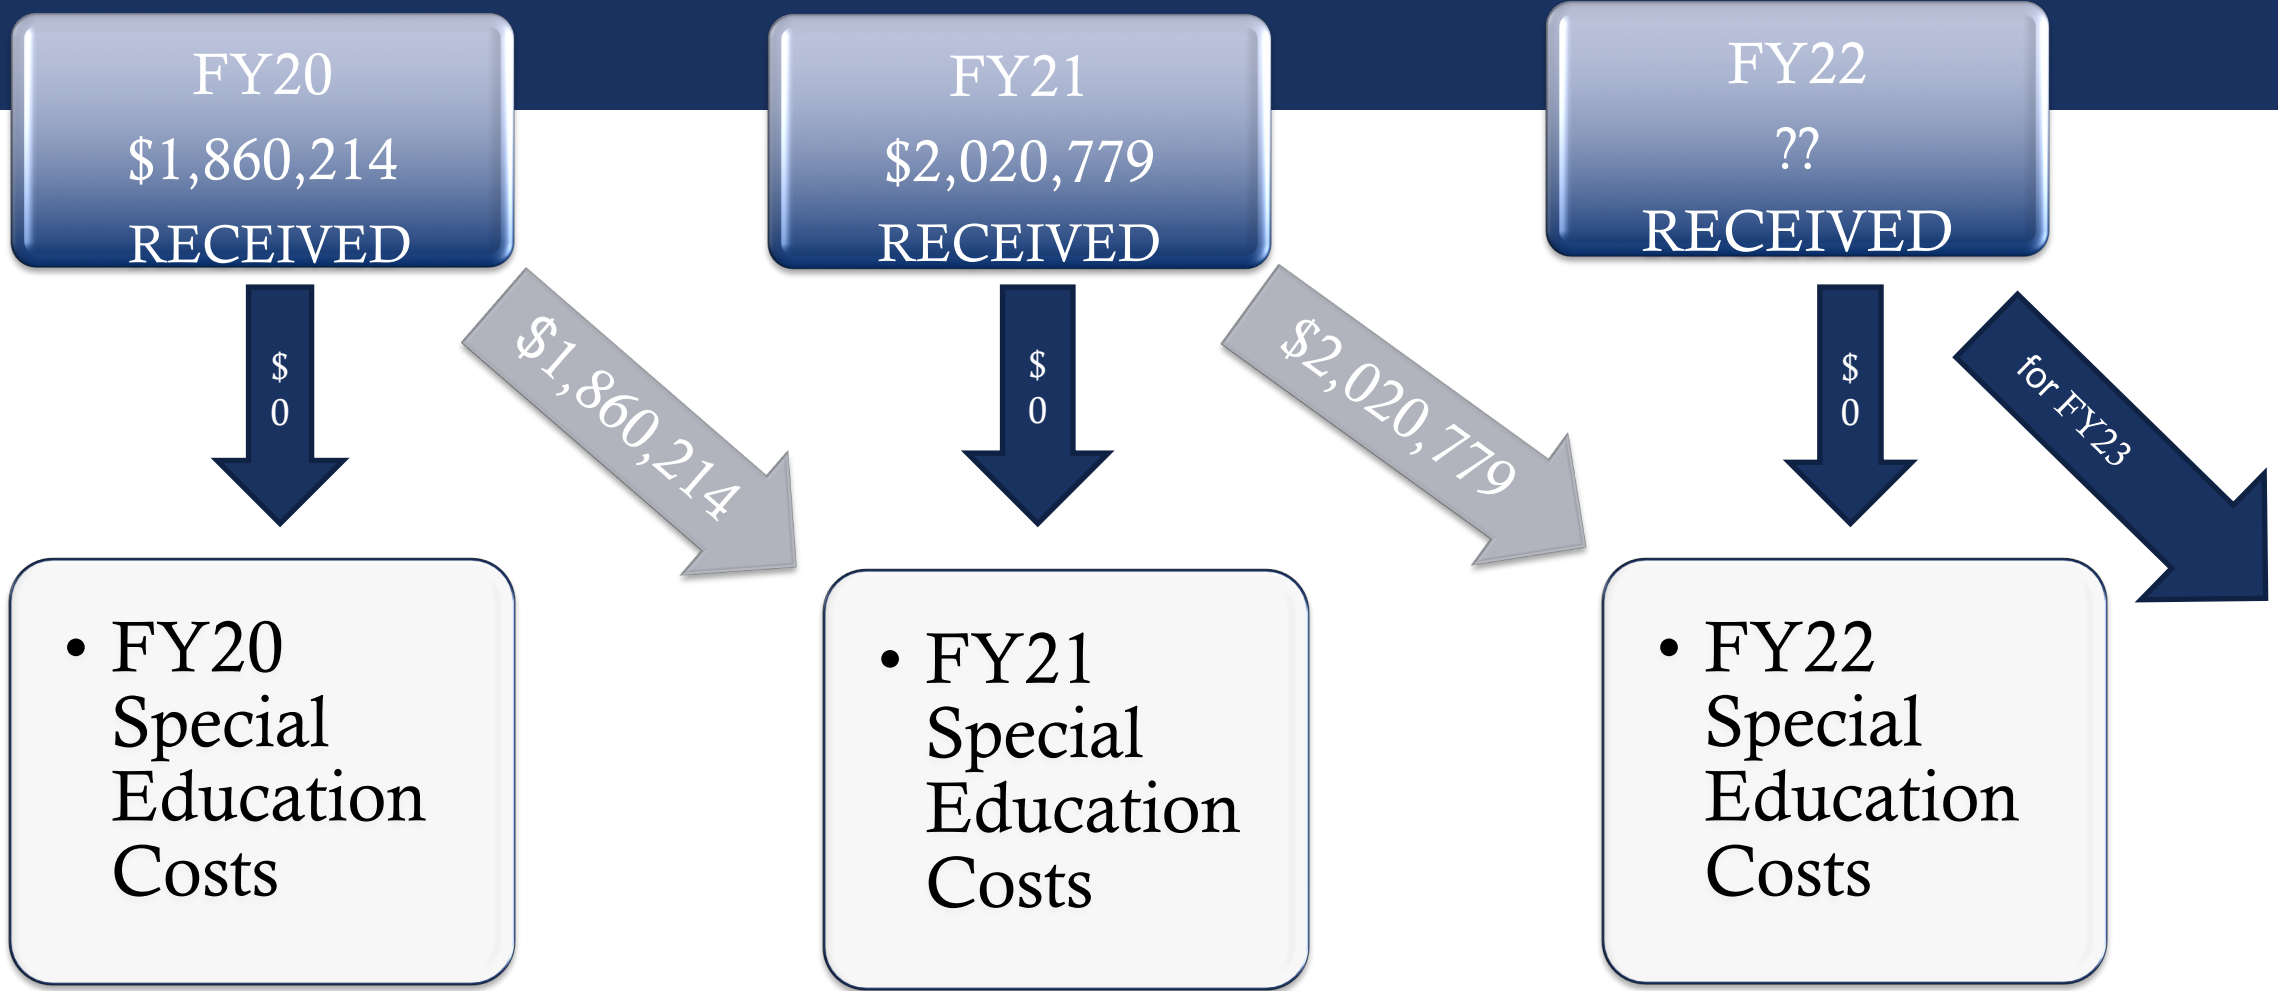 FY20
$1,860,214
RECEIVED
FY21
$2,020,779
RECEIVED
FY22
??
RECEIVED
$
0
$1,860,214
$
0
$2,020,779
$
0
for FY23
• FY20
Special
Education
Costs
• FY21
Special
Education
Costs
• FY22
Special
Education
Costs